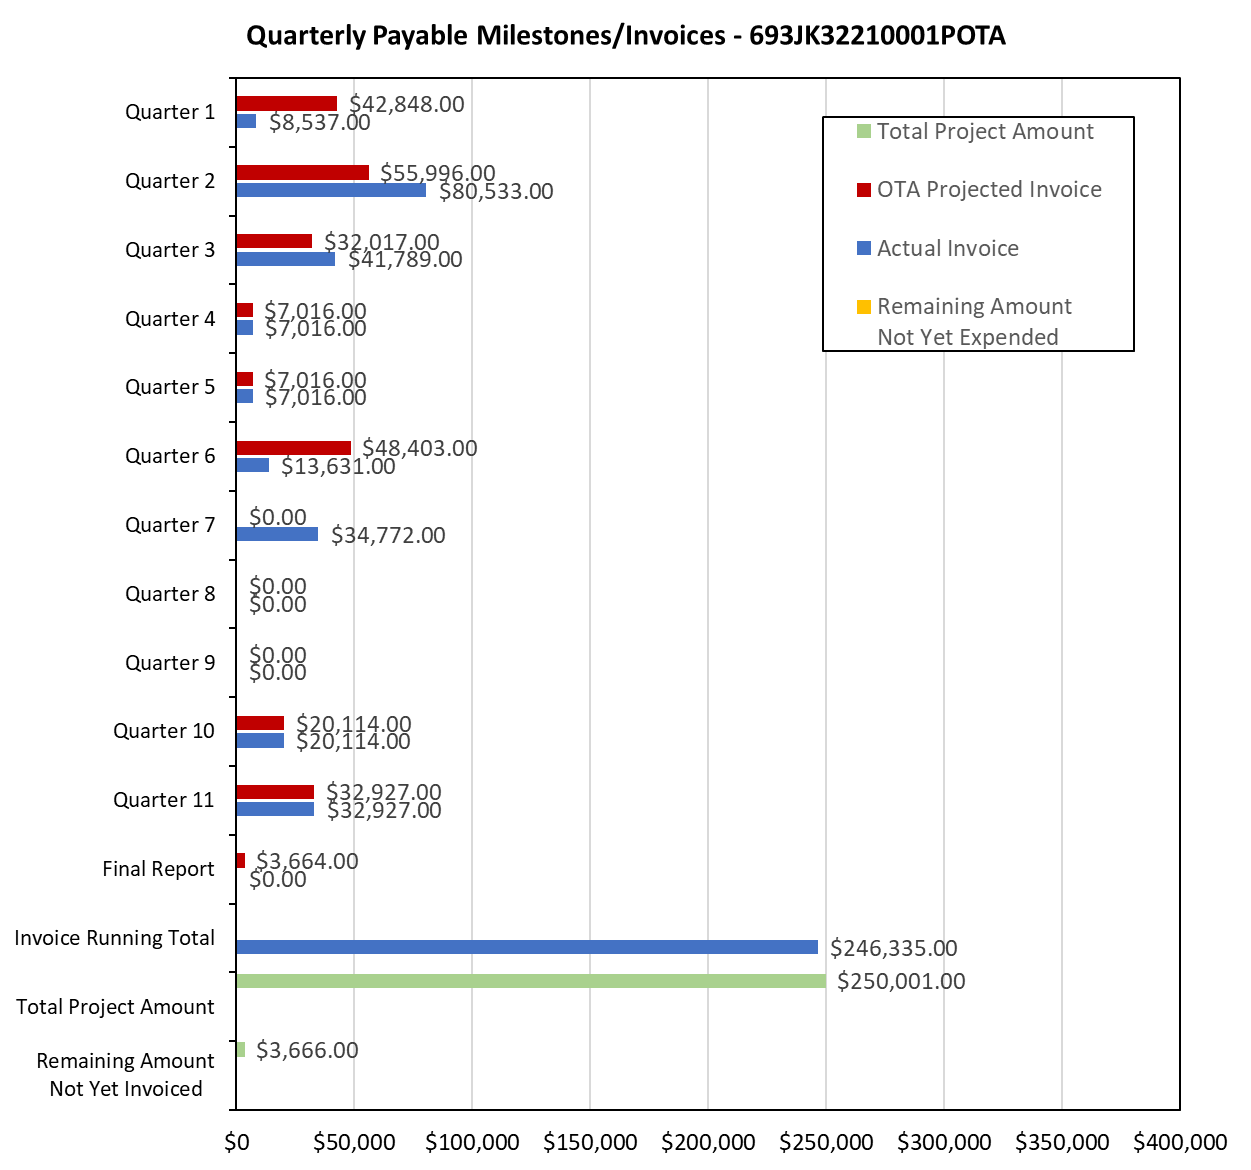 Quarterly Payable Milestones/Invoices - 693JK32210001POTA
Total Project Amount
OTA Projected Invoice
Actual Invoice
Remaining Amount
Not Yet Expended
Quarter 1
$42,848.00
$8,537.00
Quarter 2
$55,996.00
$80,533.00
Quarter 3
$32,017.00
$41,789.00
Quarter 4
$7,016.00
$7,016.00
Quarter 5
$7,016.00
$7,016.00
Quarter 6
$48,403.00
$13,631.00
Quarter 7
$0.00
$34,772.00
Quarter 8
$0.00
$0.00
Quarter 9
$0.00
$0.00
Quarter 10
$20,114.00
$20,114.00
Quarter 11
$32,927.00
$32,927.00
Final Report
$3,664.00
$0.00
Invoice Running Total
$246,335.00
Total Project Amount
$250,001.00
Remaining Amount
Not Yet Invoiced
$3,666.00
$0 $50,000 $100,000 $150,000 $200,000 $250,000 $300,000 $350,000 $400,000